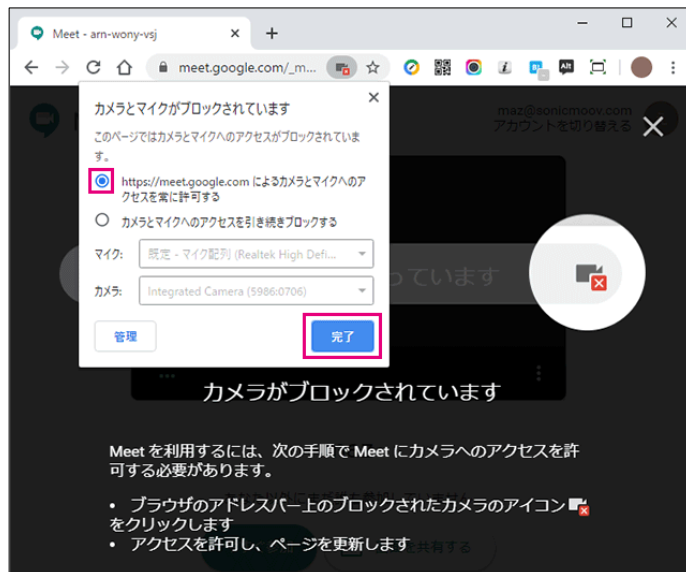 Meet - arn-wony-vsj
meet.google.com/_m...
カメラとマイクがブロックされています
このページではカメラとマイクへのアクセスがブロックされていま
す。
https://meet.google.com によるカメラとマイクへのア
クセスを常に許可する
カメラとマイクへのアクセスを引き続きブロックする
マイク:
既定 - マイク配列 (Realtek High Defi...
カメラ:
Integrated Camera (5986:0706)
管理
完了
maz@sonicmoov.com
アカウントを切り替える
っています
カメラがブロックされています
Meet を利用するには、次の手順で Meet にカメラへのアクセスを許
可する必要があります。
• ブラウザのアドレスバー上のブロックされたカメラのアイコン
をクリックします
• アクセスを許可し、ページを更新します
を共有する